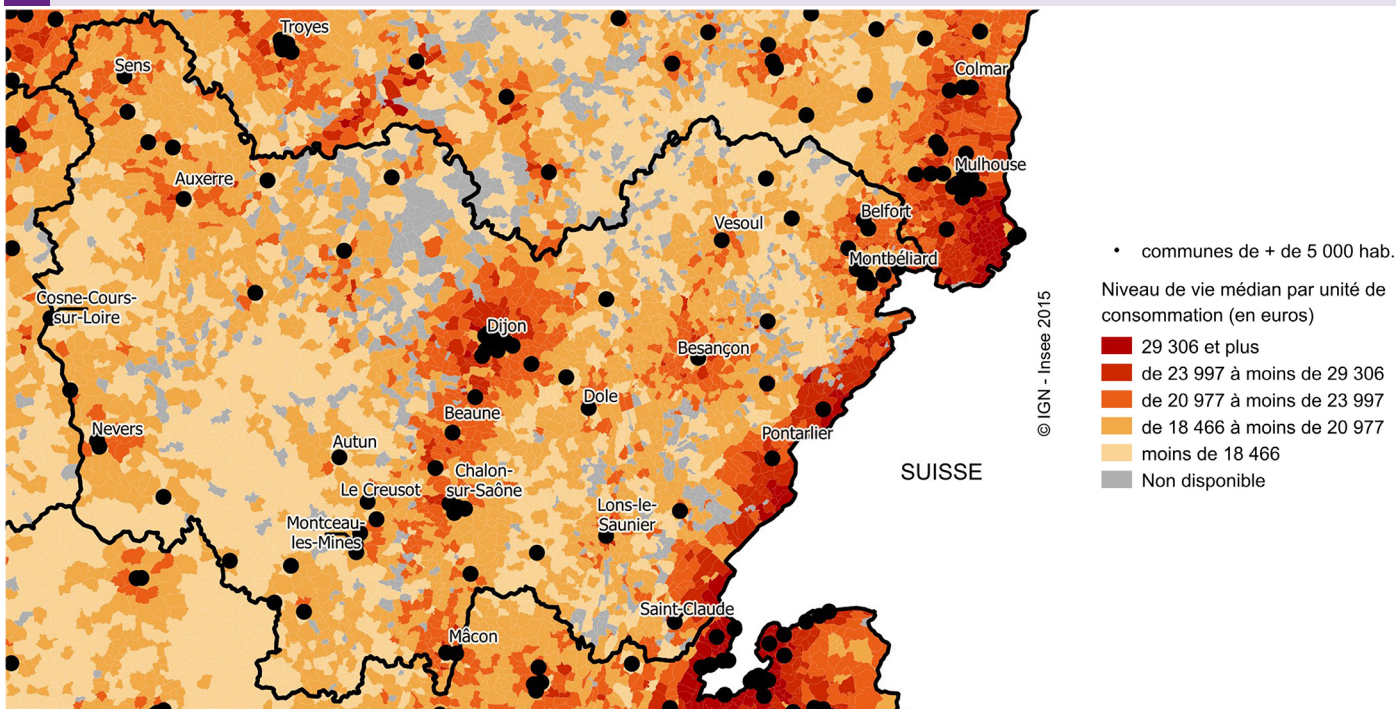 Troyes
Sens
Colmar
Mulhouse
Auxerre
Belfort
Vesoul
Montbéliard
Cosne-Cours-
sur-Loire
Dijon
Besançon
Dole
Beaune
Nevers
Autun
Pontarlier
Chalon-
sur-Saône
Le Creusot
Lons-le-
Saunier
Montceau-
les-Mines
Saint-Claude
Mâcon
SUISSE
© IGN - Insee 2015
• communes de + de 5 000 hab.
Niveau de vie médian par unité de
consommation (en euros)
29 306 et plus
de 23 997 à moins de 29 306
de 20 977 à moins de 23 997
de 18 466 à moins de 20 977
moins de 18 466
Non disponible